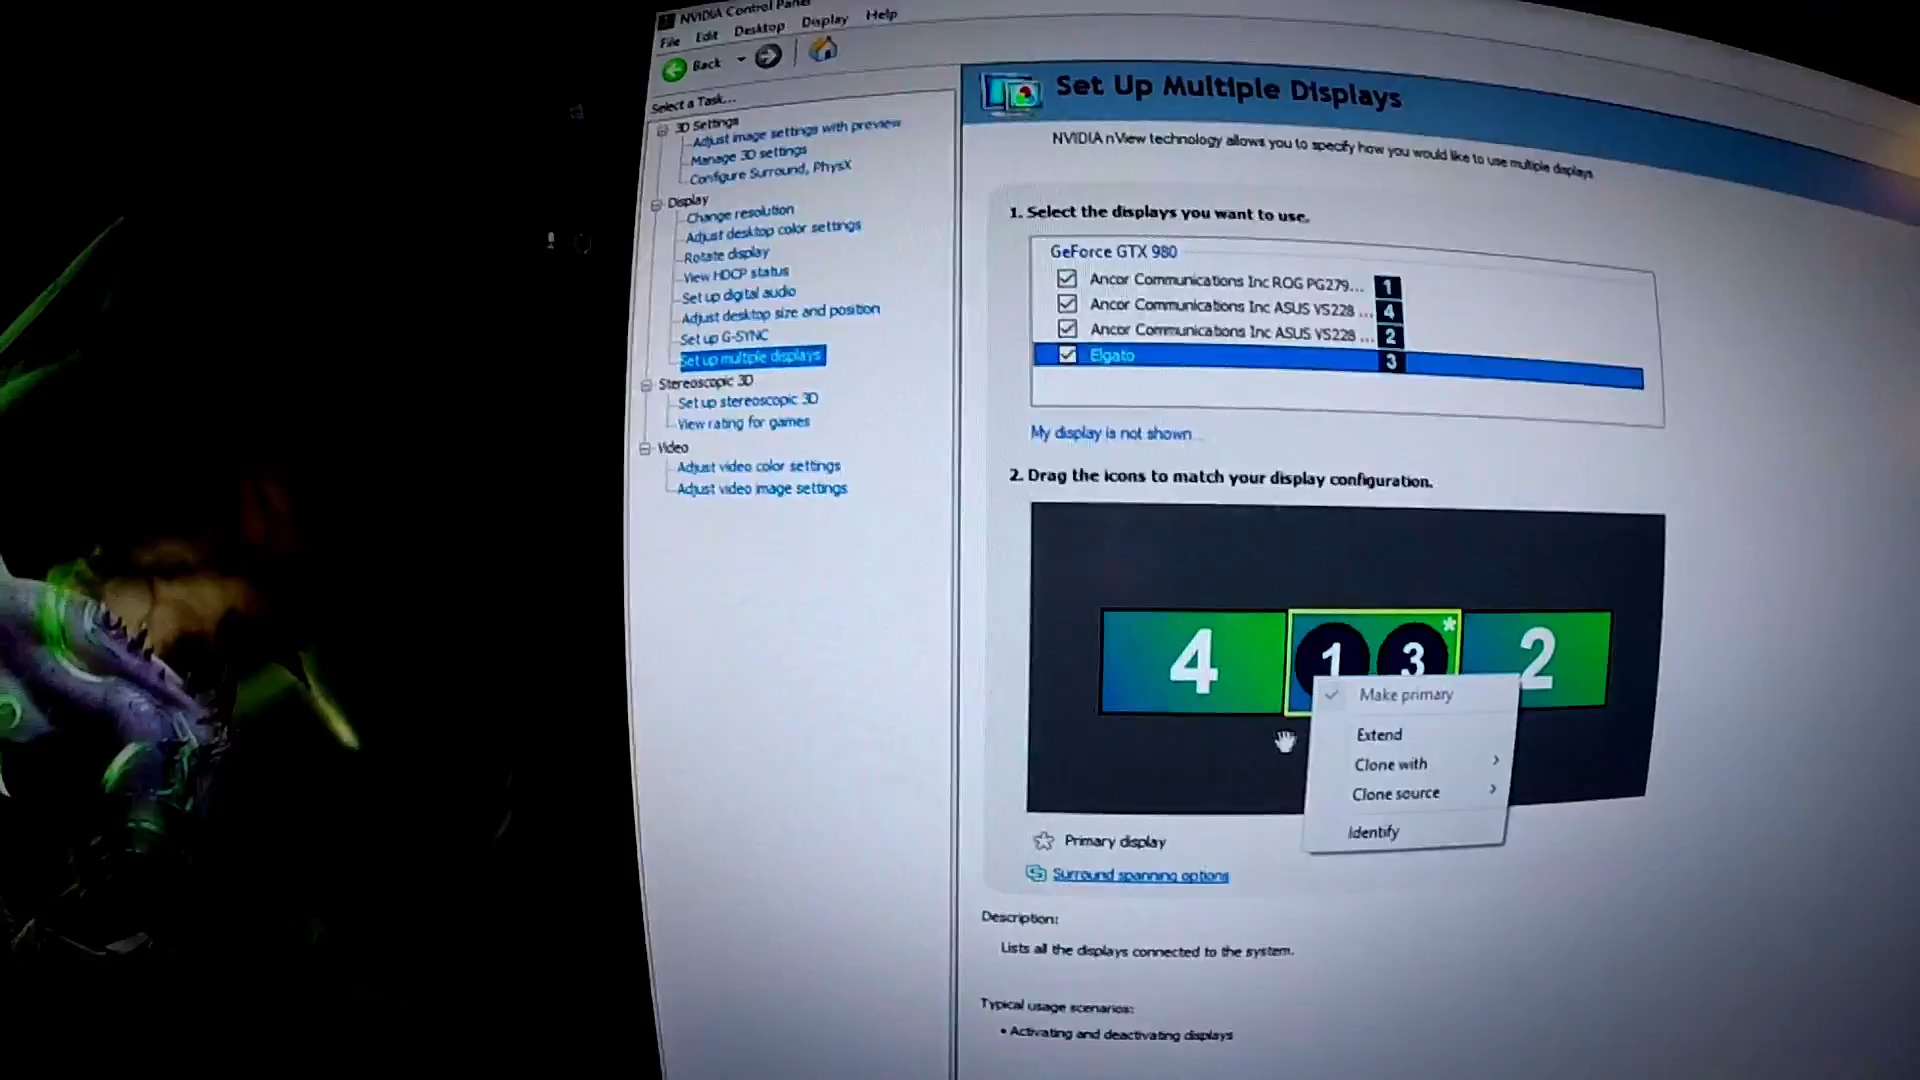 NVIDIA Control Panel
File Edit Desktop Display Help
Back
Select a Task...
3D Settings
Adjust image settings with preview
Manage 3D settings
Configure Surround, PhysX
Display
Change resolution
Adjust desktop color settings
Rotate display
View HDCP status
Set up digital audio
Adjust desktop size and position
Set up G-SYNC
Set up multiple displays
Stereoscopic 3D
Set up stereoscopic 3D
View rating for games
Video
Adjust video color settings
Adjust video image settings
Set Up Multiple Displays
NVIDIA nView technology allows you to specify how you would like to use multiple displays
1. Select the displays you want to use.
GeForce GTX 980
Ancor Communications Inc ROG PG279... 1
Ancor Communications Inc ASUS VS228 ... 4
Ancor Communications Inc ASUS VS228 ... 2
Elgato 3
My display is not shown...
2. Drag the icons to match your display configuration.
4 1 3 * 2
Make primary
Extend
Clone with
Clone source
Identify
Primary display
Surround spanning options
Description:
Lists all the displays connected to the system.
Typical usage scenarios:
• Activating and deactivating displays